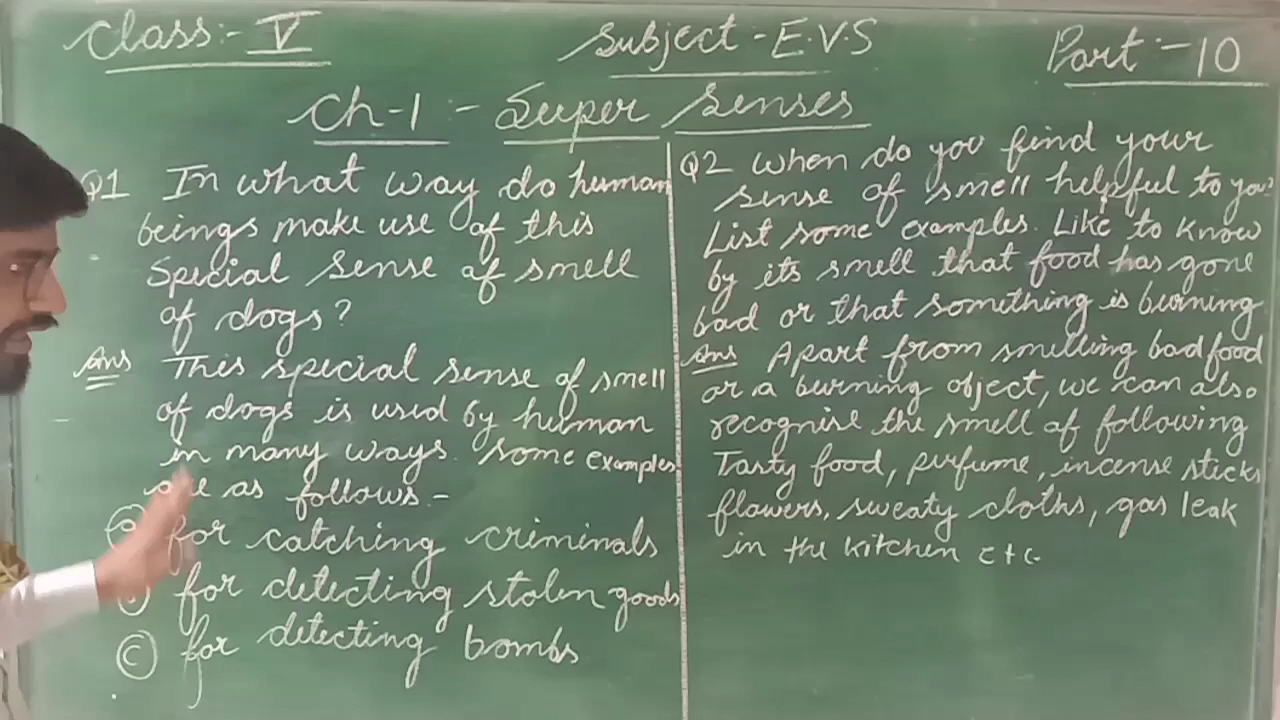 Class:- V
Subject - E.V.S
Part:- 10
Ch-1 :- Super Senses
Q1 In what way do human
beings make use of this
Special Sense of smell
of dogs?
Ans This special sense of smell
of dogs is used by human
in many ways. Some examples
are as follows -
for catching criminals
for detecting stolen goods
(C) for detecting bombs
Q2 When do you find your
sense of smell helpful to you?
List some examples. Like to know
by its smell that food has gone
bad or that something is burning
Ans Apart from smelling bad food
or a burning object, we can also
recognise the smell of following
Tasty food, perfume, incense sticks
flowers, sweaty cloths, gas leak
in the kitchen etc